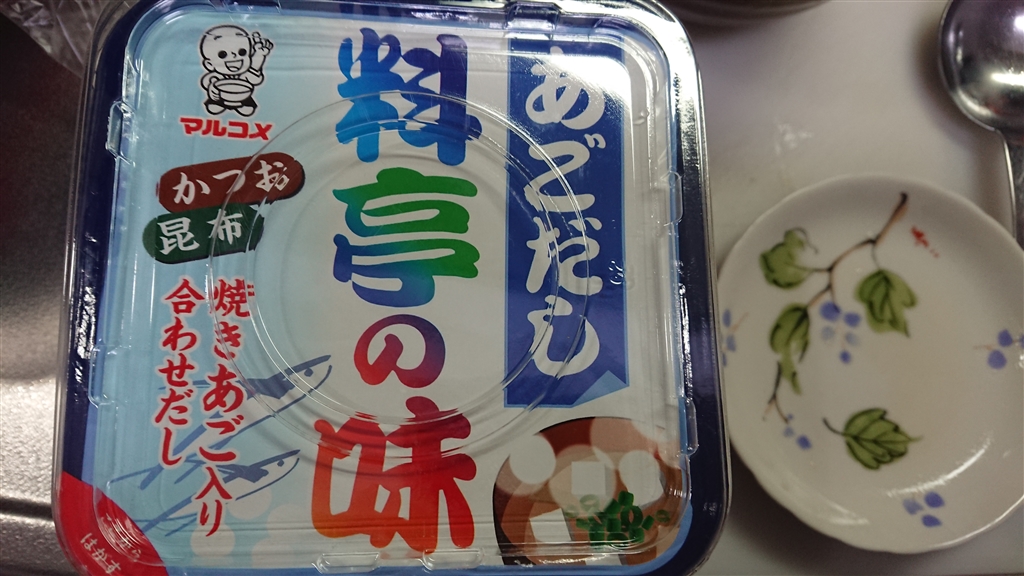 あごだし
料亭の味
マルコメ
かつお
昆布
焼きあご入り
合わせだし